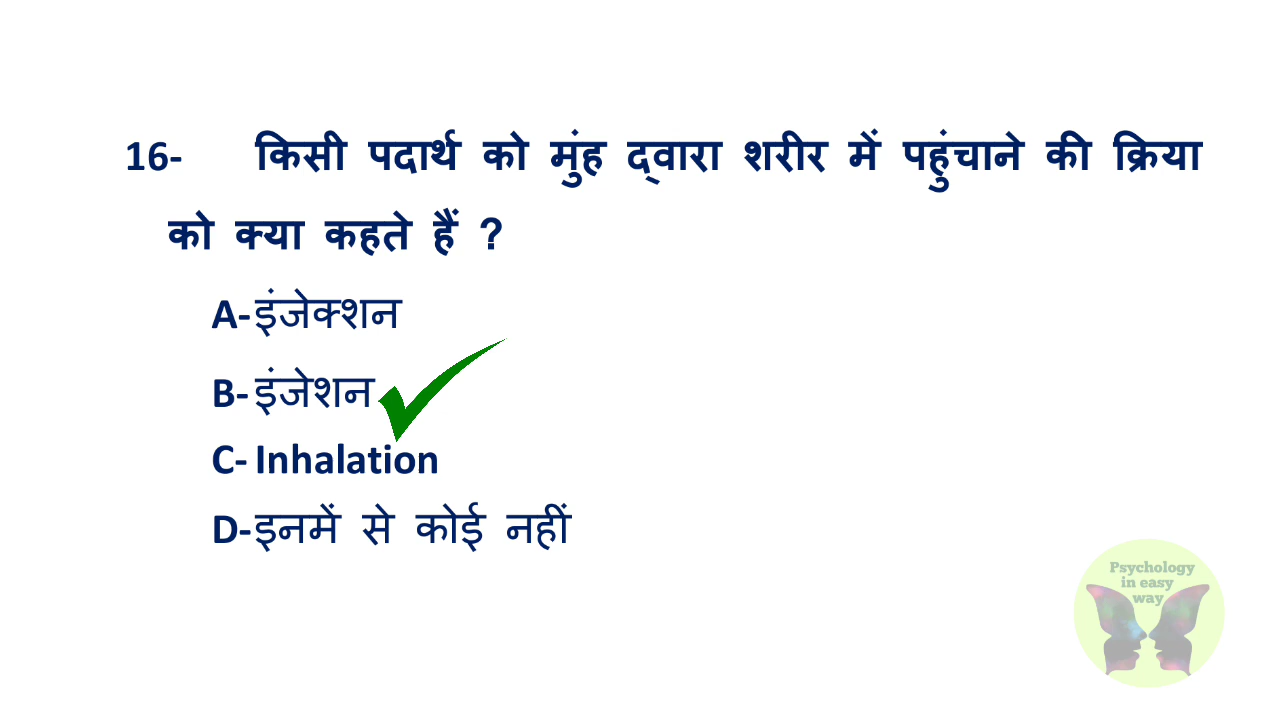 16- किसी पदार्थ को मुंह द्वारा शरीर में पहुंचाने की क्रिया
को क्या कहते हैं ?
A- इंजेक्शन
B- इंजेशन
C- Inhalation
D- इनमें से कोई नहीं
Psychology
in easy
way